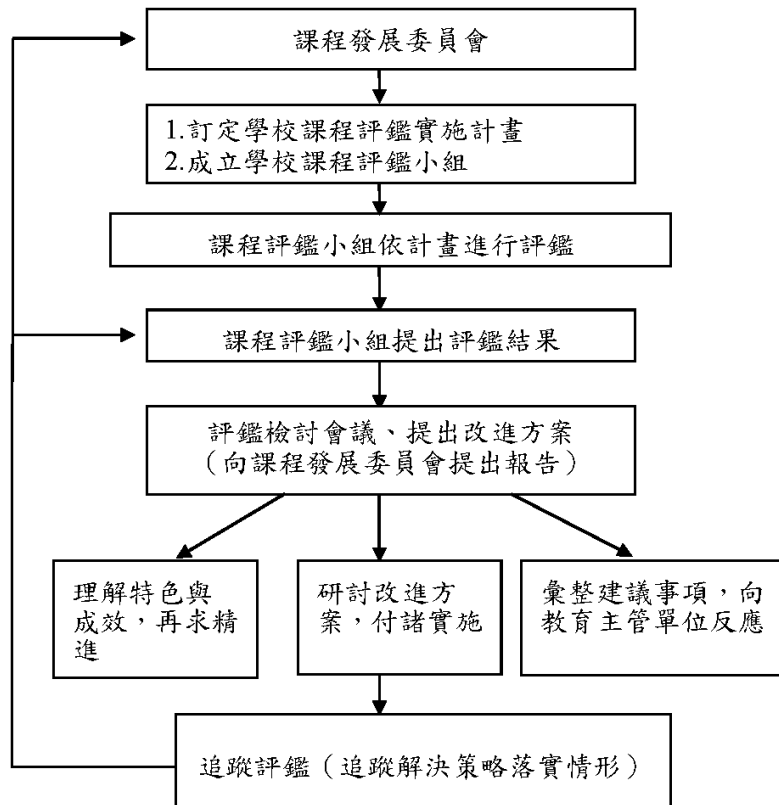 課程發展委員會
1.訂定學校課程評鑑實施計畫
2.成立學校課程評鑑小組
課程評鑑小組依計畫進行評鑑
課程評鑑小組提出評鑑結果
評鑑檢討會議、提出改進方案
（向課程發展委員會提出報告）
理解特色與
成效，再求精
進
研討改進方
案，付諸實施
彙整建議事項，向
教育主管單位反應
追蹤評鑑（追蹤解決策略落實情形）